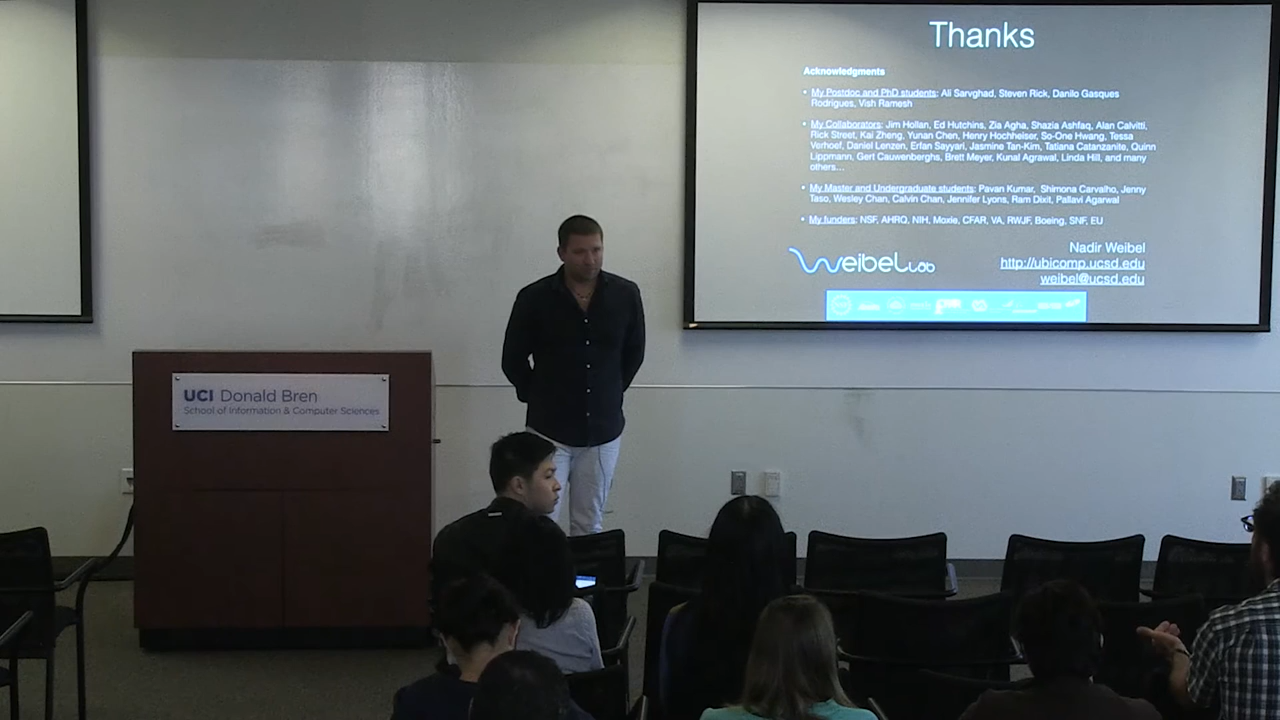 Thanks
Acknowledgments
• My Postdoc and PhD students: Ali Sarvghad, Steven Rick, Danilo Gasques
Rodrigues, Vish Ramesh
• My Collaborators: Jim Hollan, Ed Hutchins, Zia Agha, Shazia Ashfaq, Alan Calvitti,
Rick Street, Kai Zheng, Yunan Chen, Henry Hochheiser, So-One Hwang, Tessa
Verhoef, Daniel Lenzen, Erfan Sayyari, Jasmine Tan-Kim, Tatiana Catanzanite, Quinn
Lippmann, Gert Cauwenberghs, Brett Meyer, Kunal Agrawal, Linda Hill, and many
others...
• My Master and Undergraduate students: Pavan Kumar, Shimona Carvalho, Jenny
Taso, Wesley Chan, Calvin Chan, Jennifer Lyons, Ram Dixit, Pallavi Agarwal
• My funders: NSF, AHRQ, NIH, Moxie, CFAR, VA, RWJF, Boeing, SNF, EU
Nadir Weibel
http://ubicomp.ucsd.edu
weibel@ucsd.edu
WeibelLab
UCI Donald Bren
School of Information & Computer Sciences